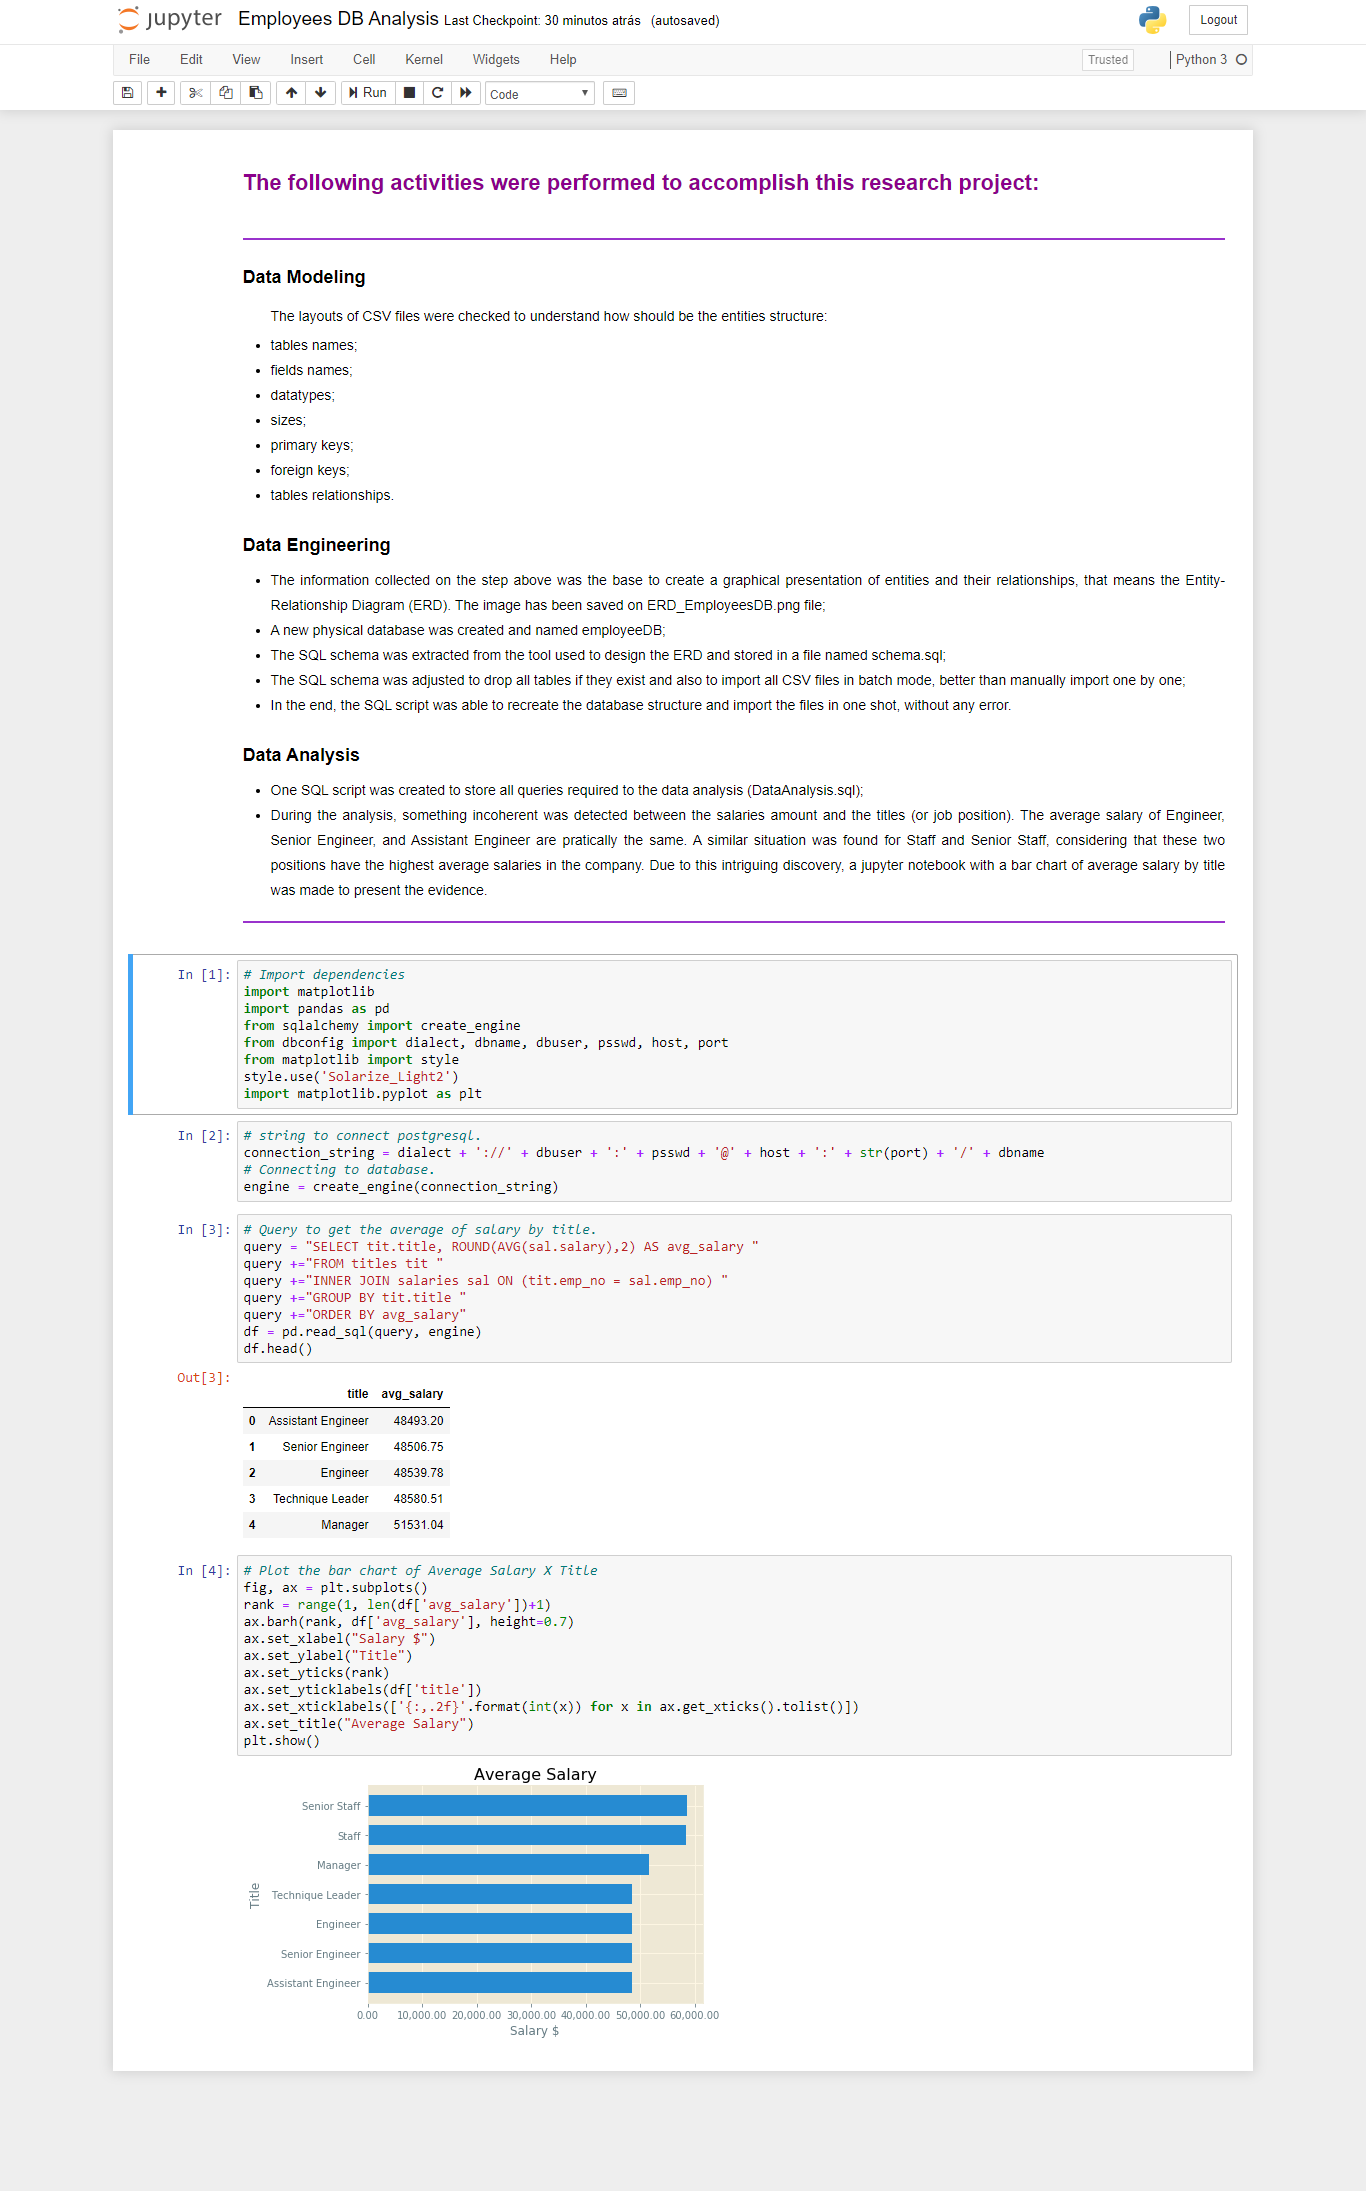 jupyter Employees DB Analysis Last Checkpoint: 30 minutos atrás (autosaved)
Logout
File Edit View Insert Cell Kernel Widgets Help
Trusted
Python 3
Run
Code
The following activities were performed to accomplish this research project:
Data Modeling
The layouts of CSV files were checked to understand how should be the entities structure:
• tables names;
• fields names;
• datatypes;
• sizes;
• primary keys;
• foreign keys;
• tables relationships.
Data Engineering
• The information collected on the step above was the base to create a graphical presentation of entities and their relationships, that means the Entity-
Relationship Diagram (ERD). The image has been saved on ERD_EmployeesDB.png file;
• A new physical database was created and named employeeDB;
• The SQL schema was extracted from the tool used to design the ERD and stored in a file named schema.sql;
• The SQL schema was adjusted to drop all tables if they exist and also to import all CSV files in batch mode, better than manually import one by one;
• In the end, the SQL script was able to recreate the database structure and import the files in one shot, without any error.
Data Analysis
• One SQL script was created to store all queries required to the data analysis (DataAnalysis.sql);
• During the analysis, something incoherent was detected between the salaries amount and the titles (or job position). The average salary of Engineer,
Senior Engineer, and Assistant Engineer are pratically the same. A similar situation was found for Staff and Senior Staff, considering that these two
positions have the highest average salaries in the company. Due to this intriguing discovery, a jupyter notebook with a bar chart of average salary by title
was made to present the evidence.
In [1]: # Import dependencies
import matplotlib
import pandas as pd
from sqlalchemy import create_engine
from dbconfig import dialect, dbname, dbuser, psswd, host, port
from matplotlib import style
style.use('Solarize_Light2')
import matplotlib.pyplot as plt
In [2]: # string to connect postgresql.
connection_string = dialect + '://' + dbuser + ':' + psswd + '@' + host + ':' + str(port) + '/' + dbname
# Connecting to database.
engine = create_engine(connection_string)
In [3]: # Query to get the average of salary by title.
query = "SELECT tit.title, ROUND(AVG(sal.salary),2) AS avg_salary "
query +="FROM titles tit "
query +="INNER JOIN salaries sal ON (tit.emp_no = sal.emp_no) "
query +="GROUP BY tit.title "
query +="ORDER BY avg_salary"
df = pd.read_sql(query, engine)
df.head()
Out[3]:
title avg_salary
0 Assistant Engineer 48493.20
1 Senior Engineer 48506.75
2 Engineer 48539.78
3 Technique Leader 48580.51
4 Manager 51531.04
In [4]: # Plot the bar chart of Average Salary X Title
fig, ax = plt.subplots()
rank = range(1, len(df['avg_salary'])+1)
ax.barh(rank, df['avg_salary'], height=0.7)
ax.set_xlabel("Salary $")
ax.set_ylabel("Title")
ax.set_yticks(rank)
ax.set_yticklabels(df['title'])
ax.set_xticklabels(['{:,.2f}'.format(int(x)) for x in ax.get_xticks().tolist()])
ax.set_title("Average Salary")
plt.show()
Average Salary
Senior Staff
Staff
Manager
Technique Leader
Engineer
Senior Engineer
Assistant Engineer
Title
0.00 10,000.00 20,000.00 30,000.00 40,000.00 50,000.00 60,000.00
Salary $